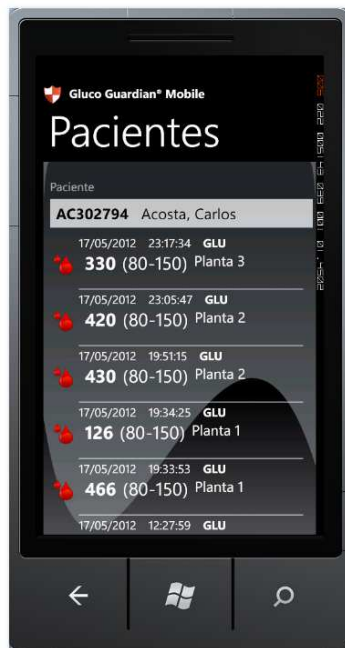 Gluco Guardian® Mobile
Pacientes
Paciente
AC302794 Acosta, Carlos
17/05/2012 23:17:34 GLU
330 (80-150) Planta 3
17/05/2012 23:05:47 GLU
420 (80-150) Planta 2
17/05/2012 19:51:15 GLU
430 (80-150) Planta 2
17/05/2012 19:34:25 GLU
126 (80-150) Planta 1
17/05/2012 19:33:53 GLU
466 (80-150) Planta 1
17/05/2012 12:27:59 GLU